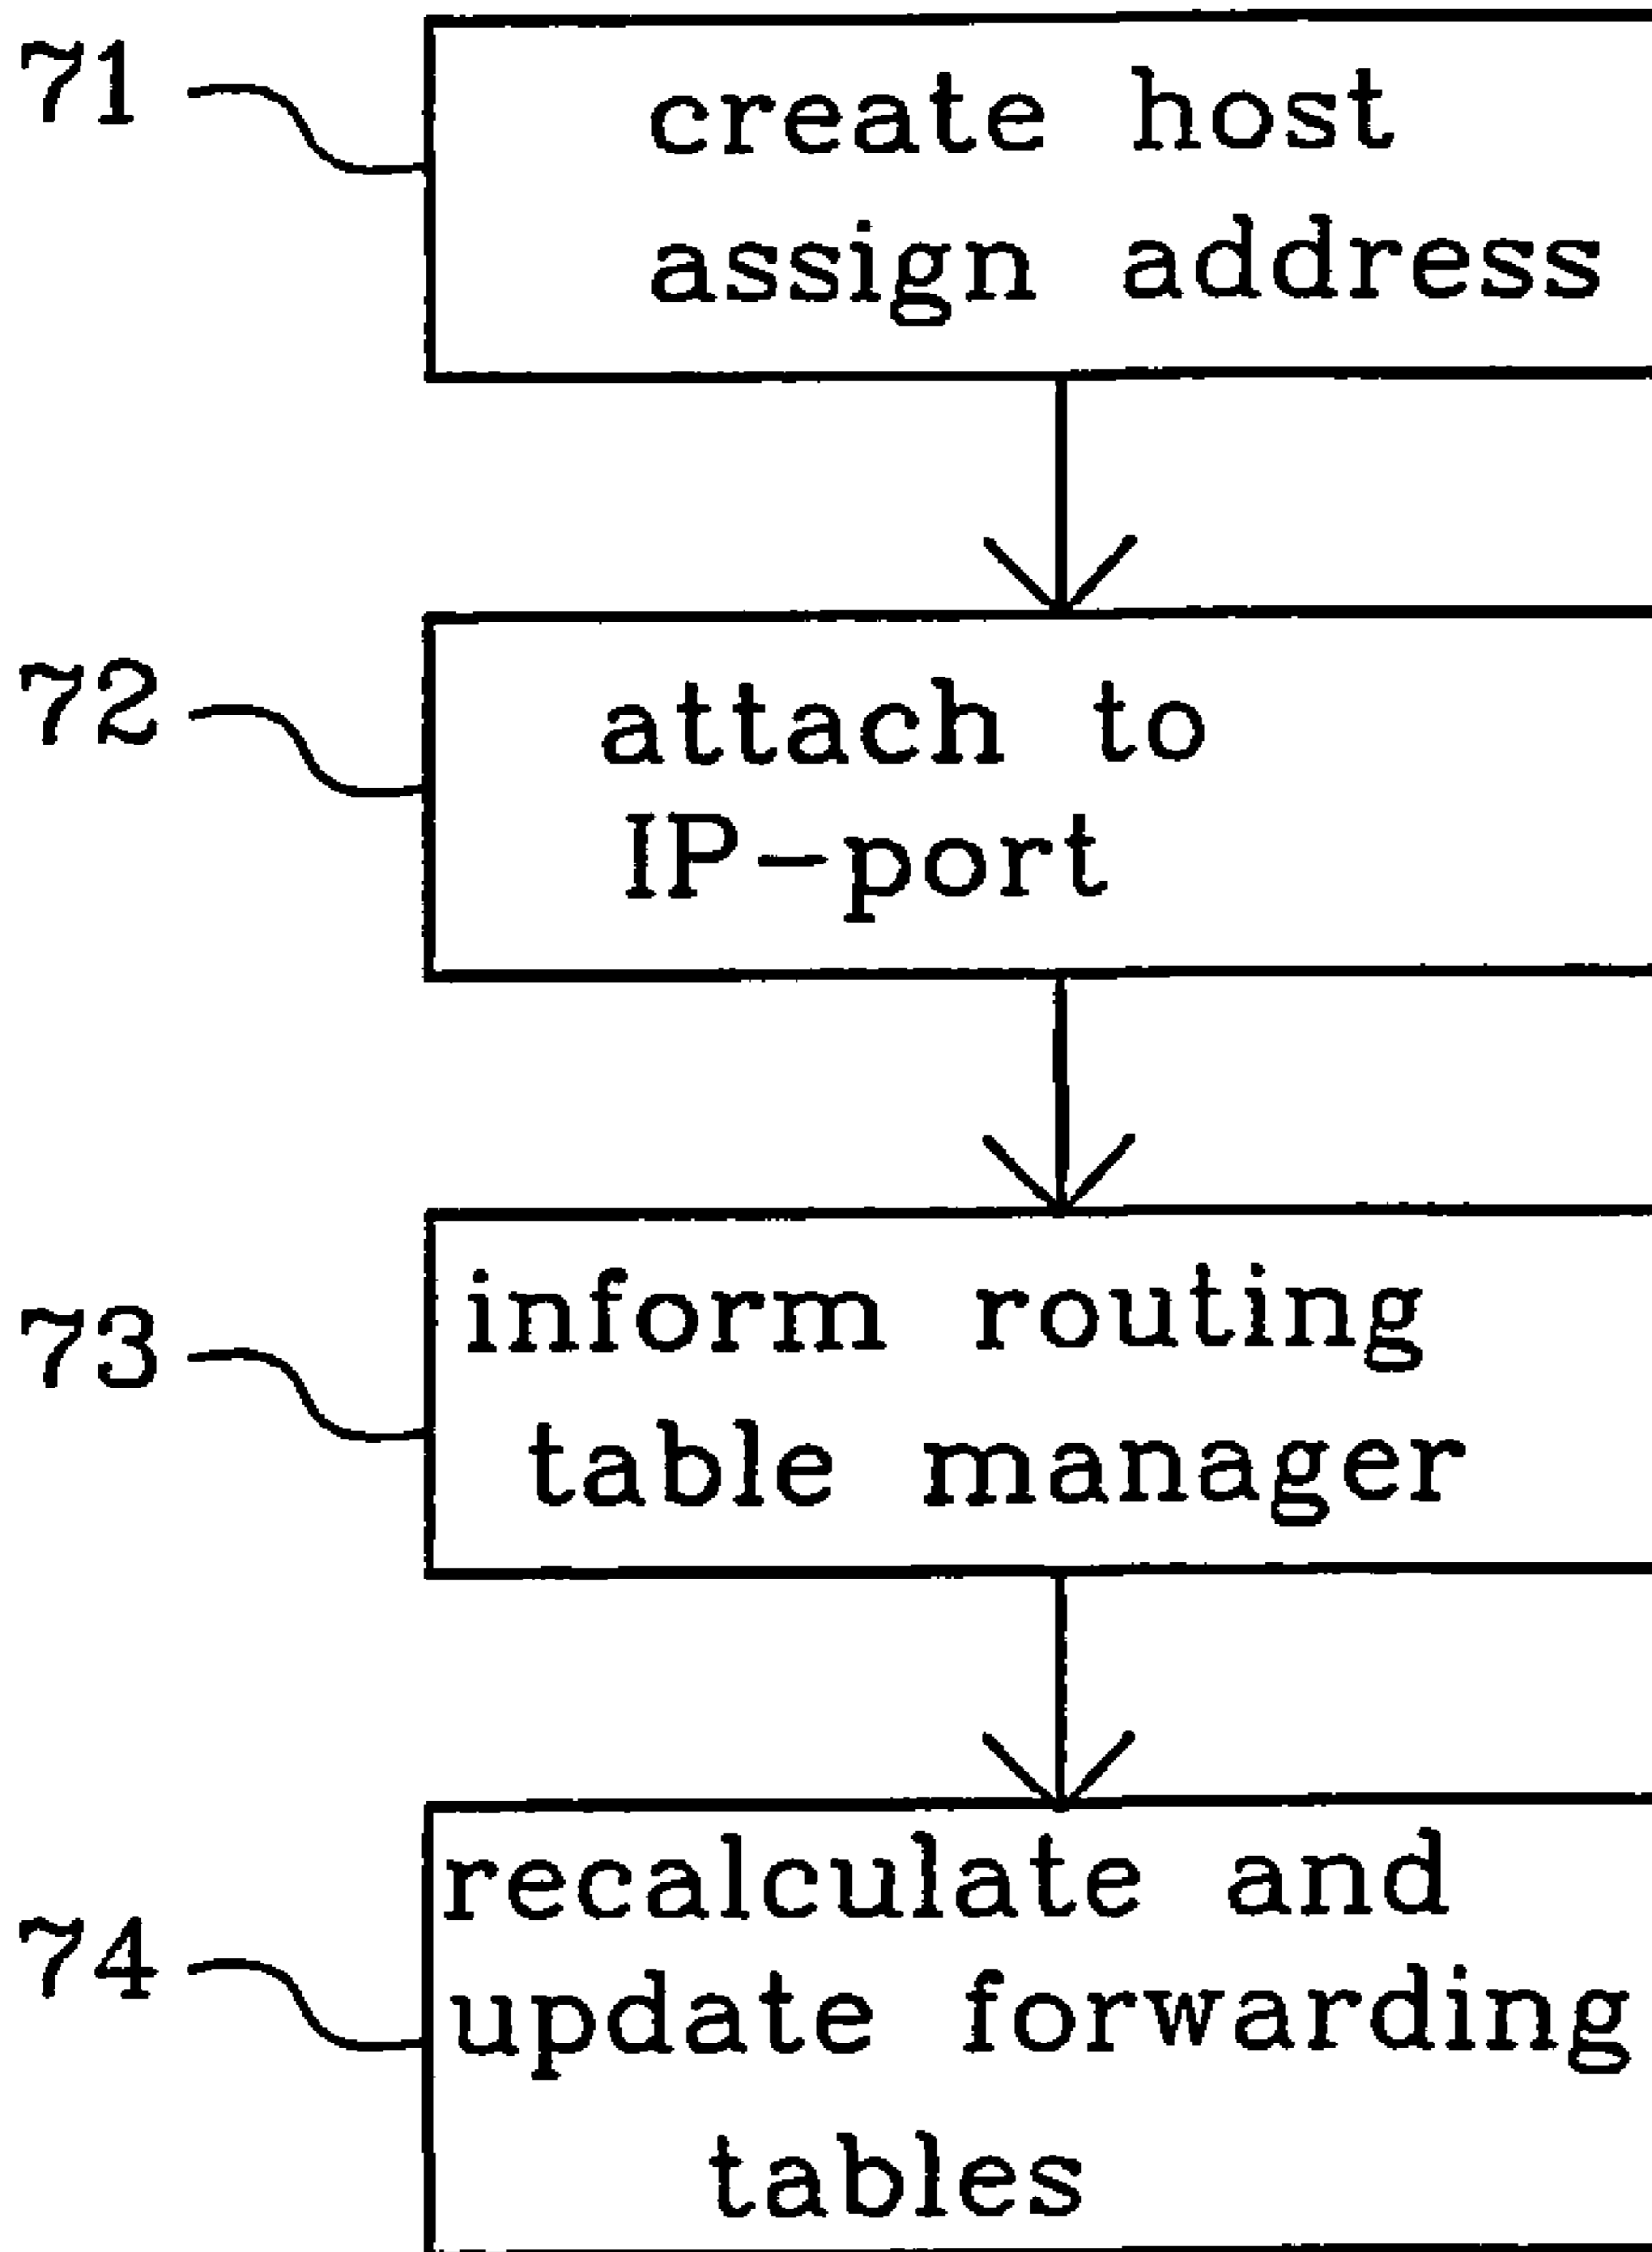 71
create host
assign address
72
attach to
IP-port
73
inform routing
table manager
74
recalculate and
update forwarding
tables